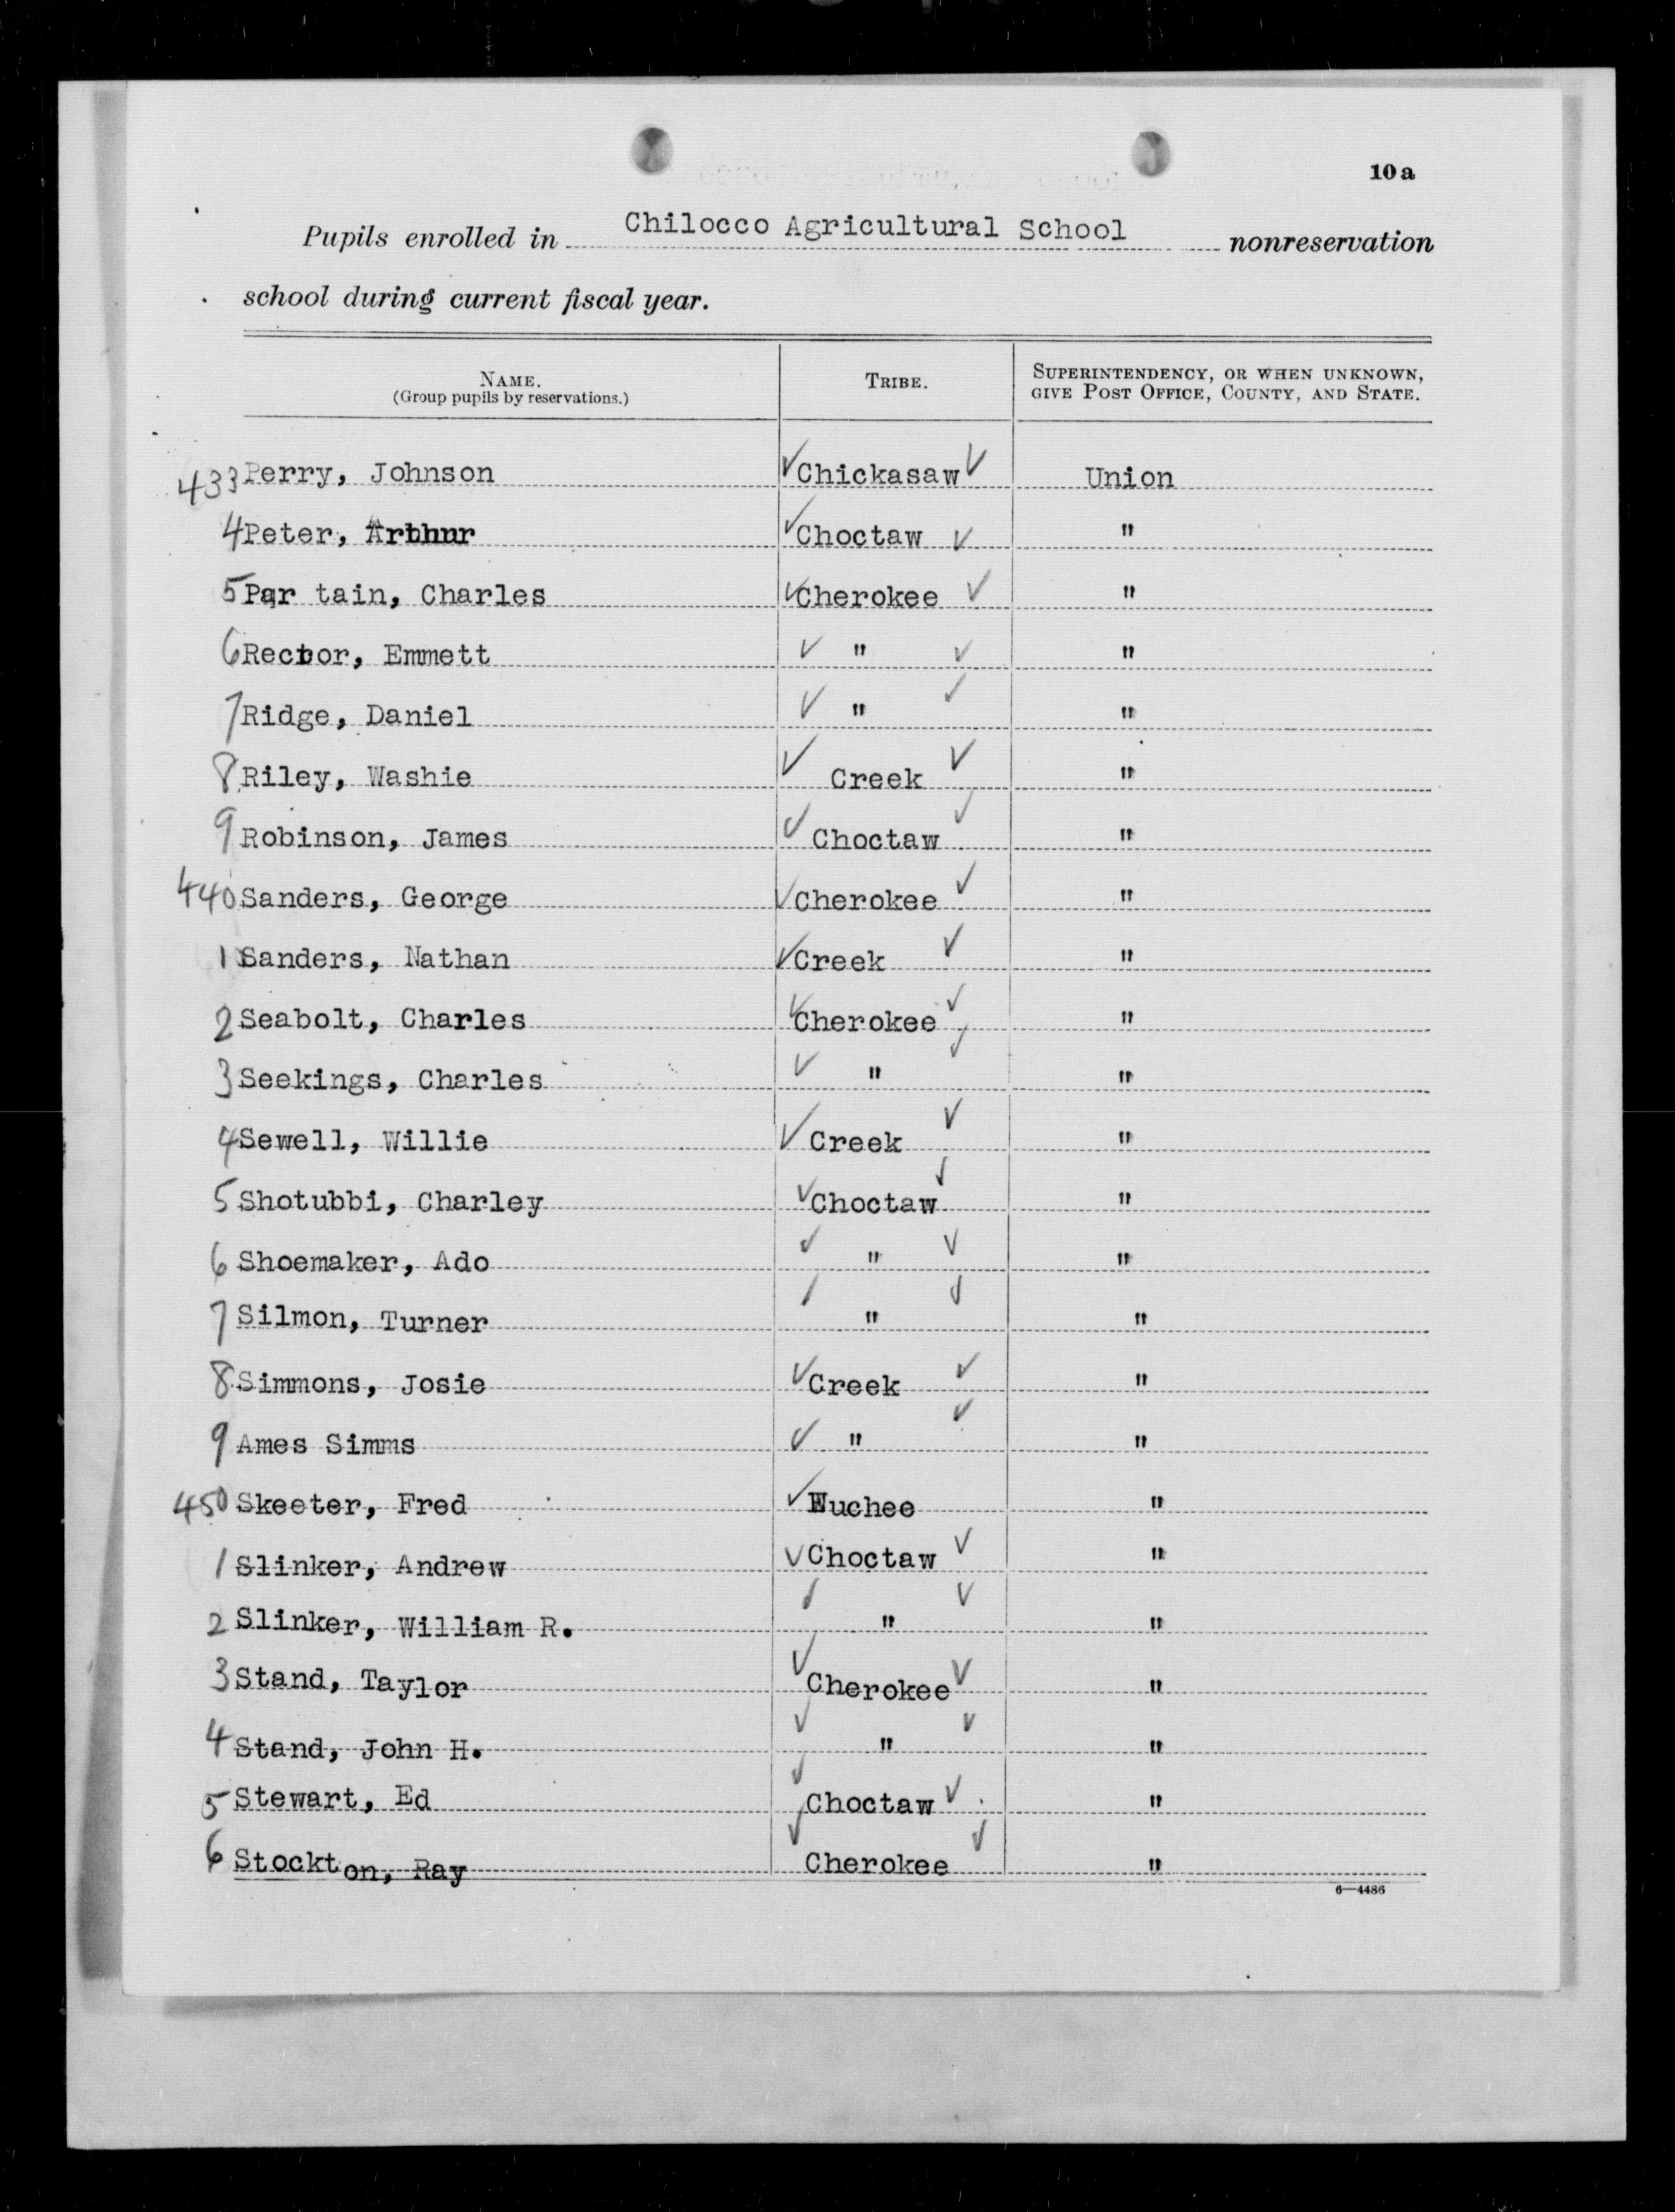 10a
Pupils enrolled in Chilocco Agricultural School nonreservation
school during current fiscal year.
NAME. TRIBE. SUPERINTENDENCY, OR WHEN UNKNOWN,
(Group pupils by reservations.) GIVE POST OFFICE, COUNTY, AND STATE.
433 Perry, Johnson ✓Chickasaw✓ Union
4 Peter, Arthur ✓Choctaw ✓ "
5 Par tain, Charles ✓Cherokee ✓ "
6 Rector, Emmett ✓ " ✓ "
7 Ridge, Daniel ✓ " ✓ "
8 Riley, Washie ✓ Creek ✓ "
9 Robinson, James ✓ Choctaw ✓ "
440 Sanders, George ✓Cherokee ✓ "
1 Sanders, Nathan ✓Creek ✓ "
2 Seabolt, Charles ✓Cherokee ✓ "
3 Seekings, Charles ✓ " ✓ "
4 Sewell, Willie ✓ Creek ✓ "
5 Shotubbi, Charley ✓Choctaw ✓ "
6 Shoemaker, Ado ✓ " ✓ "
7 Silmon, Turner ✓ " ✓ "
8 Simmons, Josie ✓Creek ✓ "
9 Ames Simms ✓ " ✓ "
450 Skeeter, Fred ✓Euchee "
1 Slinker, Andrew ✓Choctaw ✓ "
2 Slinker, William R. ✓ " ✓ "
3 Stand, Taylor ✓Cherokee ✓ "
4 Stand, John H. ✓ " ✓ "
5 Stewart, Ed ✓Choctaw ✓ "
6 Stockton, Ray ✓Cherokee ✓ "
6—4486